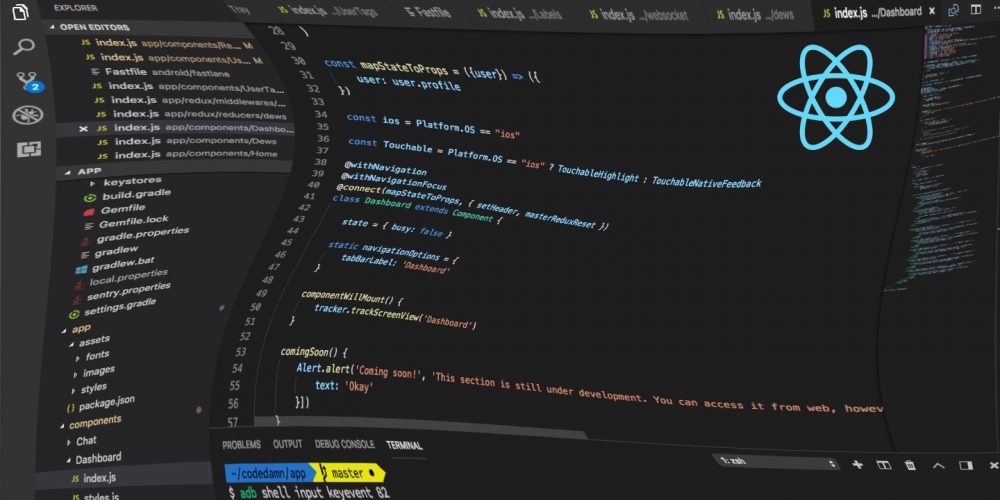 EXPLORER
OPEN EDITORS
JS index.js app/components/Re... M
JS index.js app/components/Us... M
Fastfile android/fastlane
JS index.js app/components/UserTa...
JS index.js app/redux/middlewares/...
JS index.js app/redux/reducers/dews
JS index.js app/components/Dashbo...
JS index.js app/components/Dews
JS index.js app/components/Home
2
APP
keystores
build.gradle
Gemfile
Gemfile.lock
gradle.properties
gradlew
gradlew.bat
local.properties
sentry.properties
settings.gradle
app
assets
fonts
images
styles
{} package.json
components
Chat
Dashboard
JS index.js
JS styles.js
Tray
JS index.js .../UserTags
Fastfile
JS index.js .../Labels
JS index.js .../websocket
JS index.js .../dews
JS index.js .../Dashboard
28 )
29
30 const mapStateToProps = ({user}) => ({
31 user: user.profile
32 })
33
34 const ios = Platform.OS == "ios"
35
36 const Touchable = Platform.OS == "ios" ? TouchableHighlight : TouchableNativeFeedback
37
38 @withNavigation
39 @withNavigationFocus
40 @connect(mapStateToProps, { setHeader, masterReduxReset })
41 class Dashboard extends Component {
42
43 state = { busy: false }
44
45 static navigationOptions = {
46 tabBarLabel: 'Dashboard'
47 }
48
49 componentWillMount() {
50 tracker.trackScreenView('Dashboard')
51 }
52
53 comingSoon() {
54 Alert.alert('Coming soon!', 'This section is still under development. You can access it from web, howev
55 text: 'Okay'
56 }])
57 }
PROBLEMS OUTPUT DEBUG CONSOLE TERMINAL
1: zsh
~/codedamn/app master ●
$ adb shell input keyevent 82